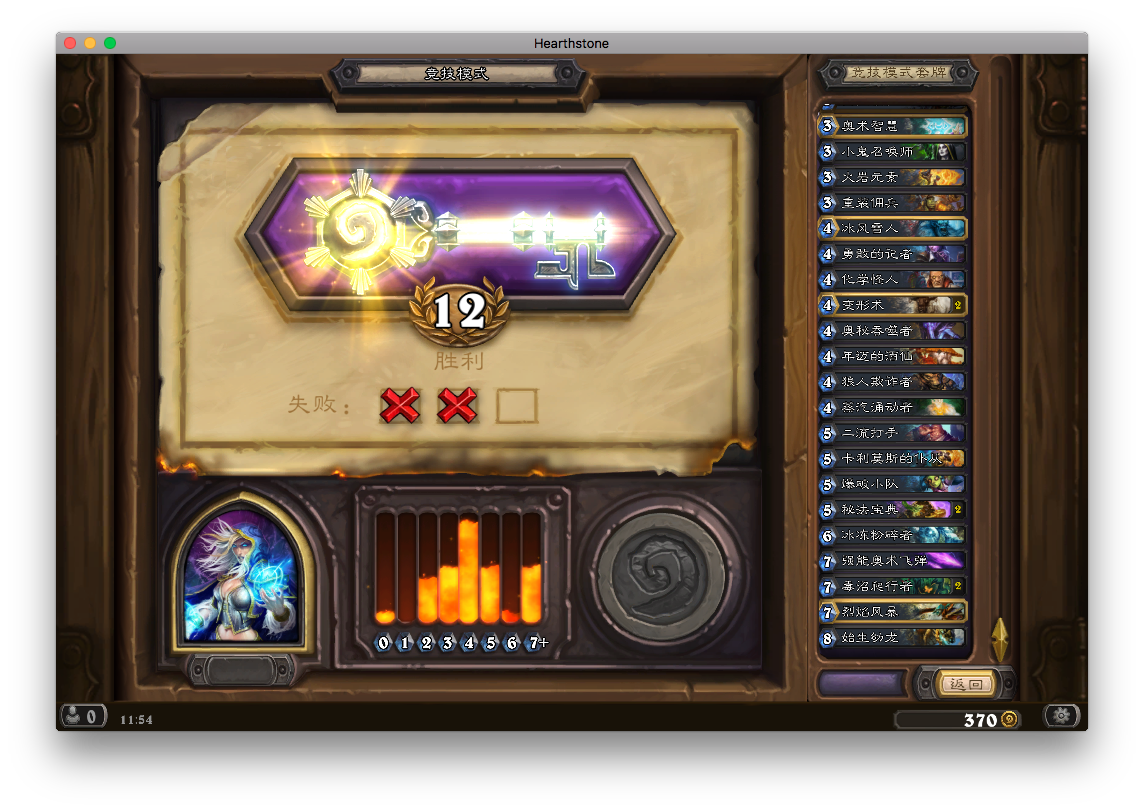 Hearthstone
竞技模式
12
胜利
失败：
0 1 2 3 4 5 6 7+
竞技模式套牌
3 奥术智慧
3 小鬼召唤师
3 火岩元素
3 重装佣兵
4 冰风雪人
4 勇敢的记者
4 化学怪人
4 变形术 2
4 奥秘吞噬者
4 年迈的酒仙
4 狼人欺诈者
4 蒸汽涌动者
5 二流打手
5 卡利莫斯的仆从
5 爆破小队
5 秘法宝典 2
6 冰冻粉碎者
7 强能奥术飞弹
7 毒沼爬行者 2
7 烈焰风暴
8 始生幼龙
返回
0
11:54
370